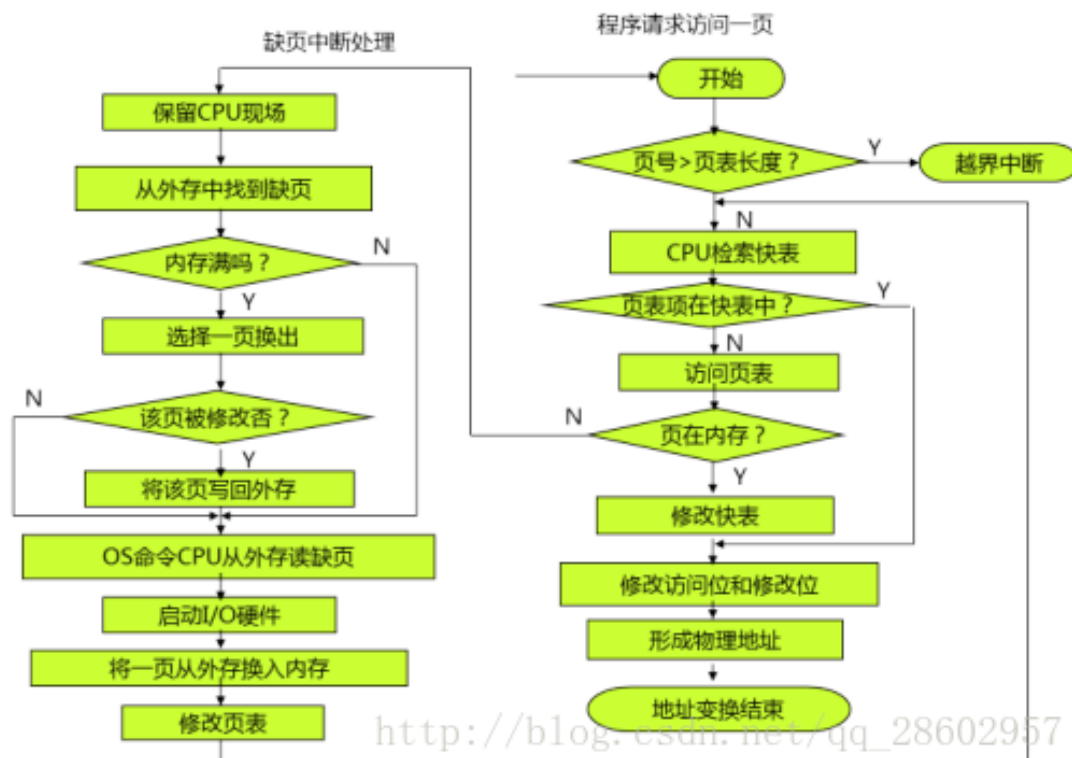 缺页中断处理
保留CPU现场
从外存中找到缺页
内存满吗？
N
Y
选择一页换出
N
该页被修改否？
Y
将该页写回外存
OS命令CPU从外存读缺页
启动I/O硬件
将一页从外存换入内存
修改页表
程序请求访问一页
开始
页号>页表长度？
Y
越界中断
N
CPU检索快表
页表项在快表中？
Y
N
访问页表
N
页在内存？
Y
修改快表
修改访问位和修改位
形成物理地址
地址变换结束
http://blog.csdn.net/qq_28602957